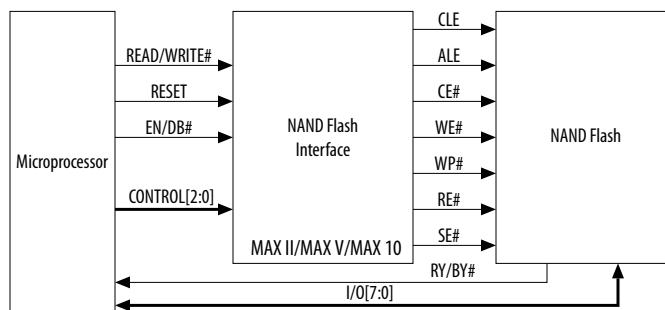 CLE
READ/WRITE#
ALE
RESET
CE#
EN/DB#
NAND Flash
Interface
WE#
NAND Flash
Microprocessor
WP#
CONTROL[2:0]
RE#
MAX II/MAX V/MAX 10
SE#
RY/BY#
I/O[7:0]